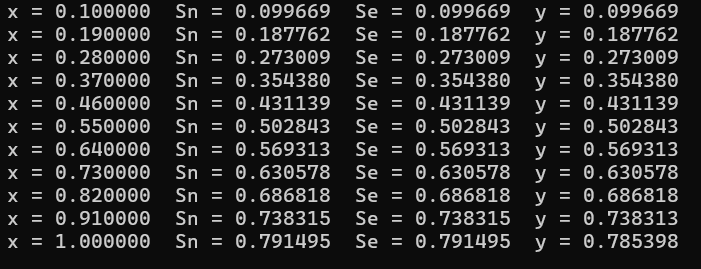 x = 0.100000  Sn = 0.099669  Se = 0.099669  y = 0.099669
x = 0.190000  Sn = 0.187762  Se = 0.187762  y = 0.187762
x = 0.280000  Sn = 0.273009  Se = 0.273009  y = 0.273009
x = 0.370000  Sn = 0.354380  Se = 0.354380  y = 0.354380
x = 0.460000  Sn = 0.431139  Se = 0.431139  y = 0.431139
x = 0.550000  Sn = 0.502843  Se = 0.502843  y = 0.502843
x = 0.640000  Sn = 0.569313  Se = 0.569313  y = 0.569313
x = 0.730000  Sn = 0.630578  Se = 0.630578  y = 0.630578
x = 0.820000  Sn = 0.686818  Se = 0.686818  y = 0.686818
x = 0.910000  Sn = 0.738315  Se = 0.738315  y = 0.738313
x = 1.000000  Sn = 0.791495  Se = 0.791495  y = 0.785398